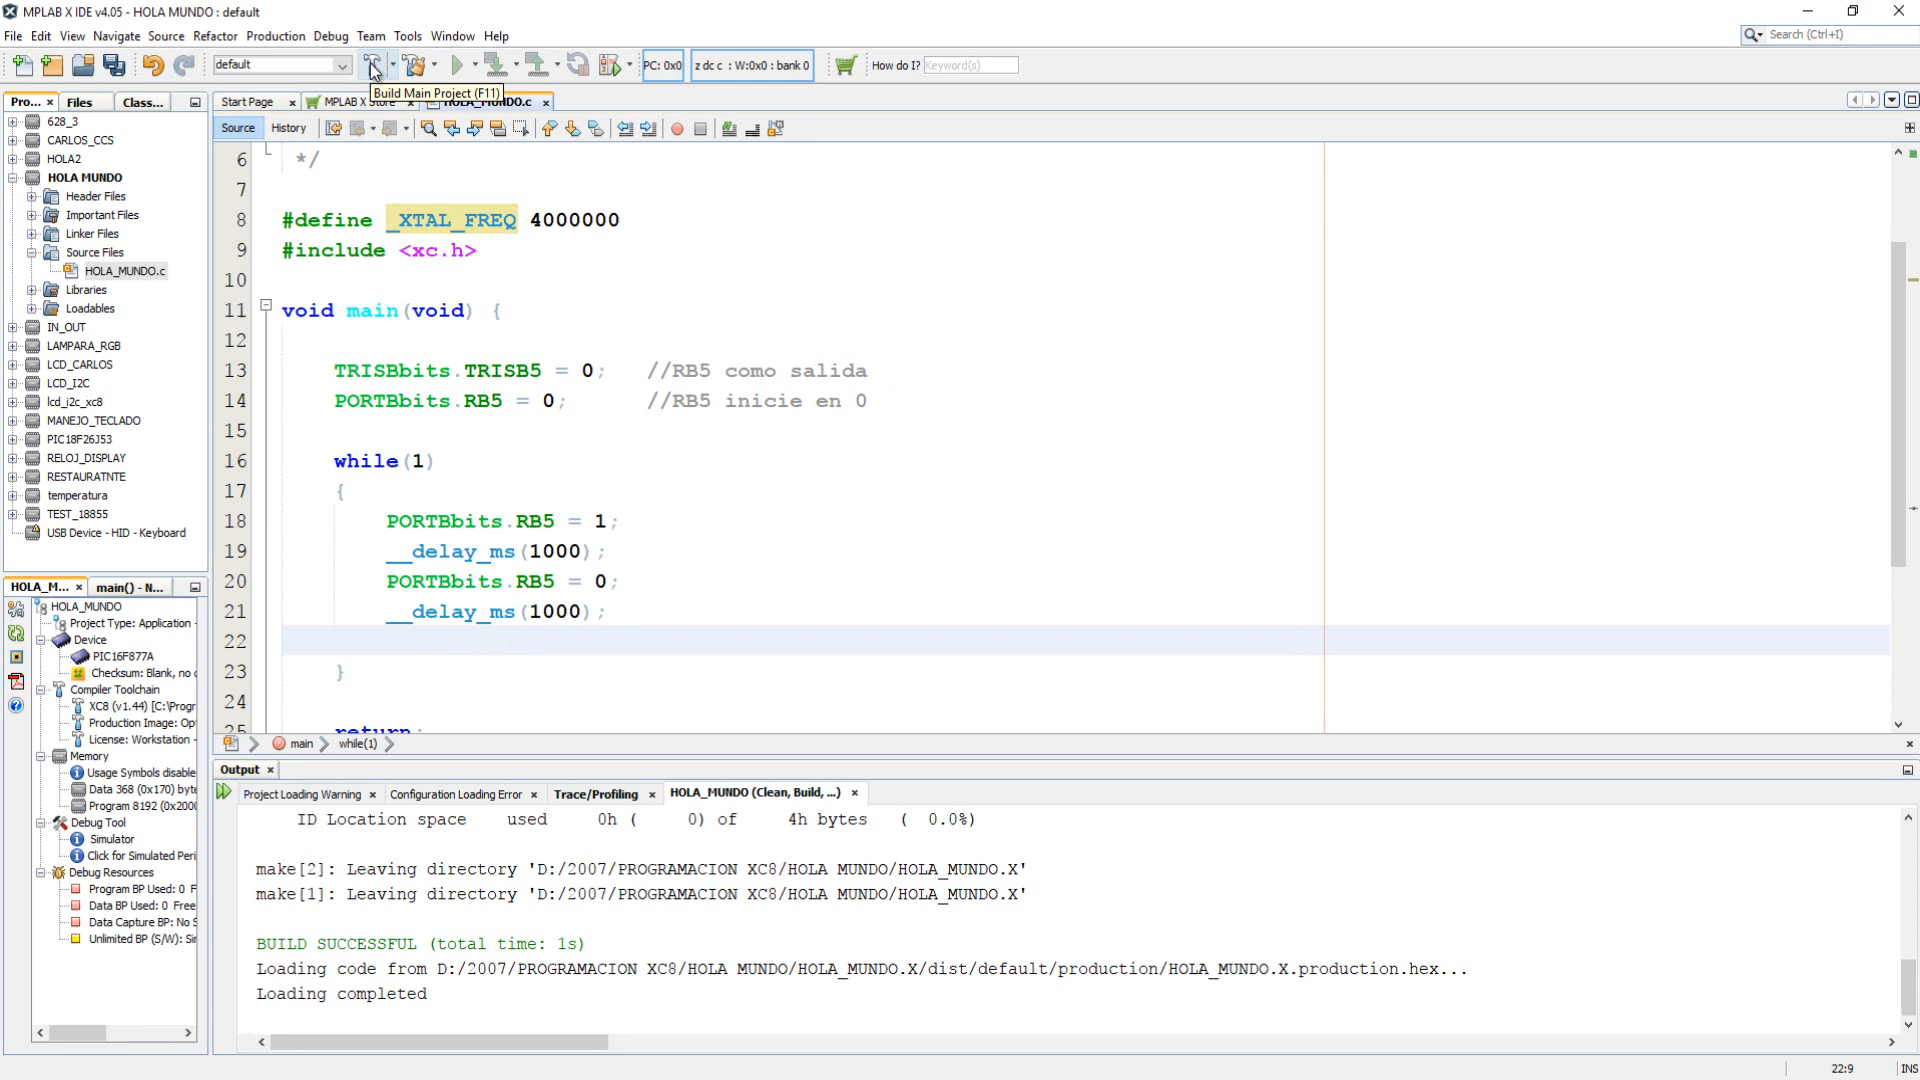 MPLAB X IDE v4.05 - HOLA MUNDO : default
File Edit View Navigate Source Refactor Production Debug Team Tools Window Help
Search (Ctrl+I)
default
PC: 0x0
z dc c : W:0x0 : bank 0
How do I? Keyword(s)
Build Main Project (F11)
Pro... × Files Class...
Start Page × MPLAB X Store × HOLA_MUNDO.c ×
Source History
628_3
CARLOS_CCS
HOLA2
HOLA MUNDO
Header Files
Important Files
Linker Files
Source Files
HOLA_MUNDO.c
Libraries
Loadables
IN_OUT
LAMPARA_RGB
LCD_CARLOS
LCD_I2C
lcd_i2c_xc8
MANEJO_TECLADO
PIC18F26J53
RELOJ_DISPLAY
RESTAURATNTE
temperatura
TEST_18855
USB Device - HID - Keyboard
6 */
7
8 #define _XTAL_FREQ 4000000
9 #include <xc.h>
10
11 void main(void) {
12
13 TRISBbits.TRISB5 = 0; //RB5 como salida
14 PORTBbits.RB5 = 0; //RB5 inicie en 0
15
16 while(1)
17 {
18 PORTBbits.RB5 = 1;
19 __delay_ms(1000);
20 PORTBbits.RB5 = 0;
21 __delay_ms(1000);
22
23 }
24
25 return;
main while(1)
HOLA_M... × main() - N...
HOLA_MUNDO
Project Type: Application -
Device
PIC16F877A
Checksum: Blank, no c
Compiler Toolchain
XC8 (v1.44) [C:\Progr
Production Image: Op
License: Workstation -
Memory
Usage Symbols disable
Data 368 (0x170) byt
Program 8192 (0x200
Debug Tool
Simulator
Click for Simulated Peri
Debug Resources
Program BP Used: 0 F
Data BP Used: 0 Free
Data Capture BP: No S
Unlimited BP (S/W): Si
Output ×
Project Loading Warning × Configuration Loading Error × Trace/Profiling × HOLA_MUNDO (Clean, Build, ...) ×
ID Location space used 0h ( 0) of 4h bytes ( 0.0%)
make[2]: Leaving directory 'D:/2007/PROGRAMACION XC8/HOLA MUNDO/HOLA_MUNDO.X'
make[1]: Leaving directory 'D:/2007/PROGRAMACION XC8/HOLA MUNDO/HOLA_MUNDO.X'
BUILD SUCCESSFUL (total time: 1s)
Loading code from D:/2007/PROGRAMACION XC8/HOLA MUNDO/HOLA_MUNDO.X/dist/default/production/HOLA_MUNDO.X.production.hex...
Loading completed
22:9 INS